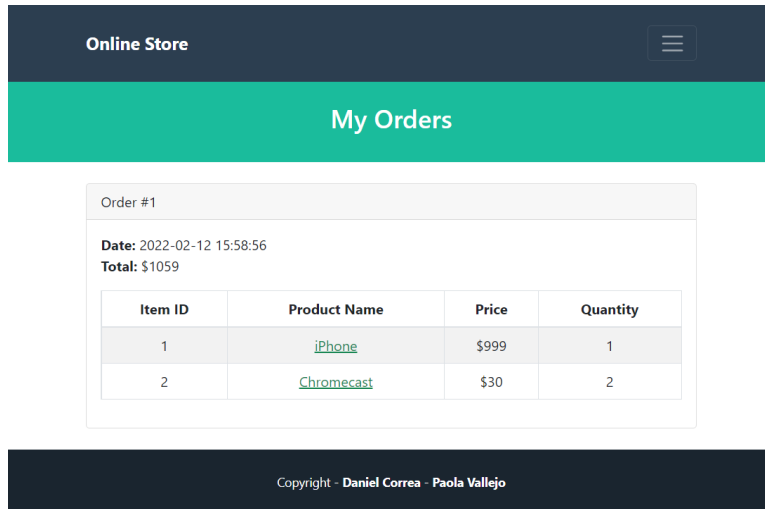 Online Store
My Orders
Order #1
Date: 2022-02-12 15:58:56
Total: $1059
Item ID Product Name Price Quantity
1 iPhone $999 1
2 Chromecast $30 2
Copyright - Daniel Correa - Paola Vallejo